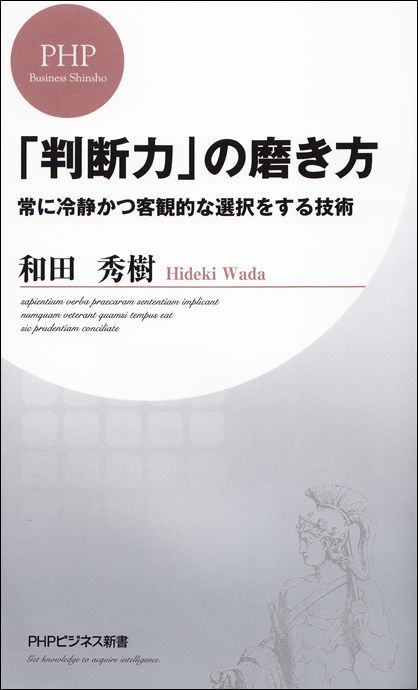 PHP
Business Shinsho
「判断力」の磨き方
常に冷静かつ客観的な選択をする技術
和田 秀樹 Hideki Wada
sapientium verba praecaram sententiam implicant
numquam veterant quamsi tempus eat
sic prudentiam conciliate
PHPビジネス新書
Get knowledge to acquire intelligence.